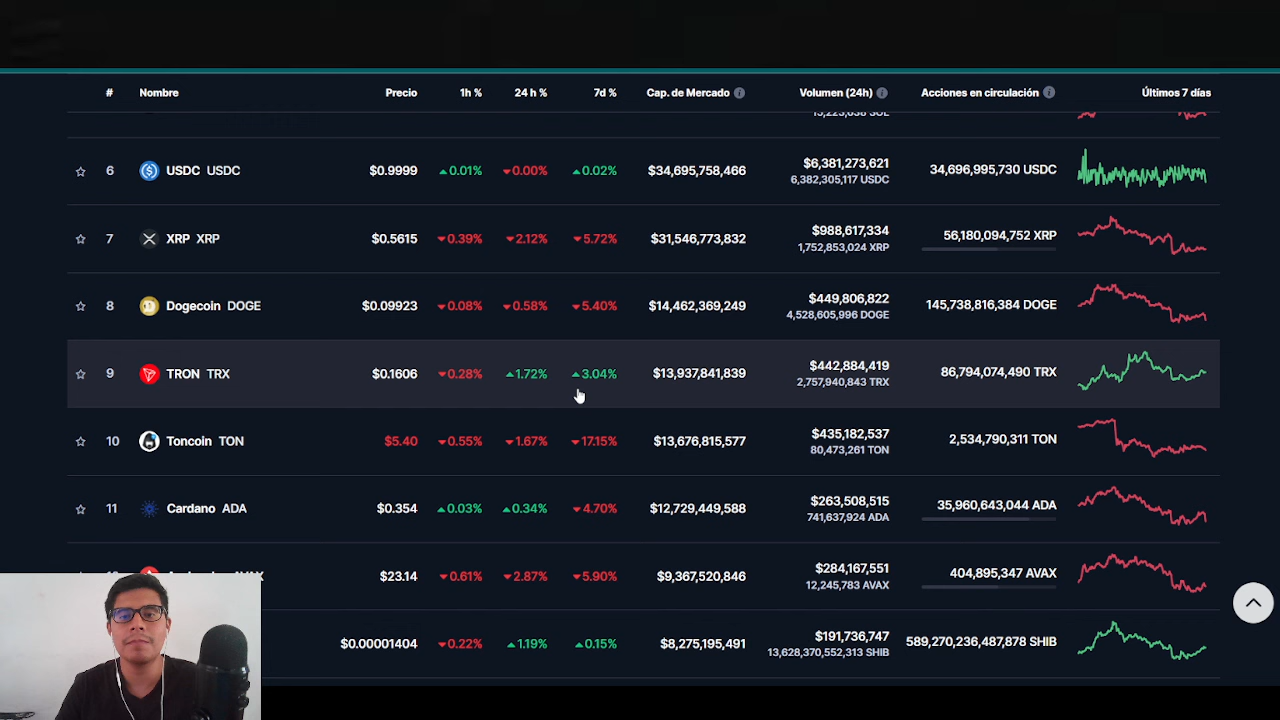 # Nombre Precio 1h % 24 h % 7d % Cap. de Mercado Volumen (24h) Acciones en circulación Últimos 7 días
6 USDC USDC $0.9999 0.01% 0.00% 0.02% $34,695,758,466 $6,381,273,621 34,696,995,730 USDC
6,382,305,117 USDC
7 XRP XRP $0.5615 0.39% 2.12% 5.72% $31,546,773,832 $988,617,334 56,180,094,752 XRP
1,752,853,024 XRP
8 Dogecoin DOGE $0.09923 0.08% 0.58% 5.40% $14,462,369,249 $449,806,822 145,738,816,384 DOGE
4,528,605,996 DOGE
9 TRON TRX $0.1606 0.28% 1.72% 3.04% $13,937,841,839 $442,884,419 86,794,074,490 TRX
2,757,940,843 TRX
10 Toncoin TON $5.40 0.55% 1.67% 17.15% $13,676,815,577 $435,182,537 2,534,790,311 TON
80,473,261 TON
11 Cardano ADA $0.354 0.03% 0.34% 4.70% $12,729,449,588 $263,508,515 35,960,643,044 ADA
741,637,924 ADA
$23.14 0.61% 2.87% 5.90% $9,367,520,846 $284,167,551 404,895,347 AVAX
12,245,783 AVAX
$0.00001404 0.22% 1.19% 0.15% $8,275,195,491 $191,736,747 589,270,236,487,878 SHIB
13,628,370,552,313 SHIB